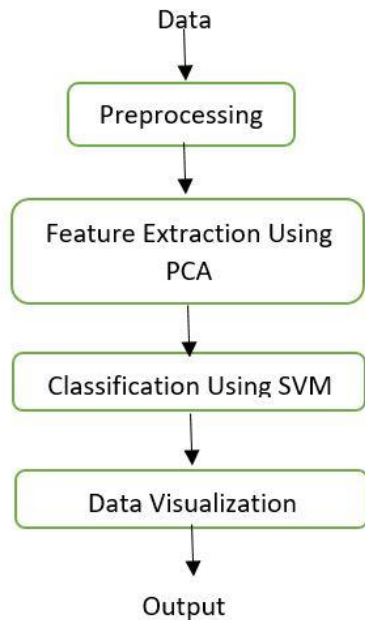 Data
Preprocessing
Feature Extraction Using
PCA
Classification Using SVM
Data Visualization
Output